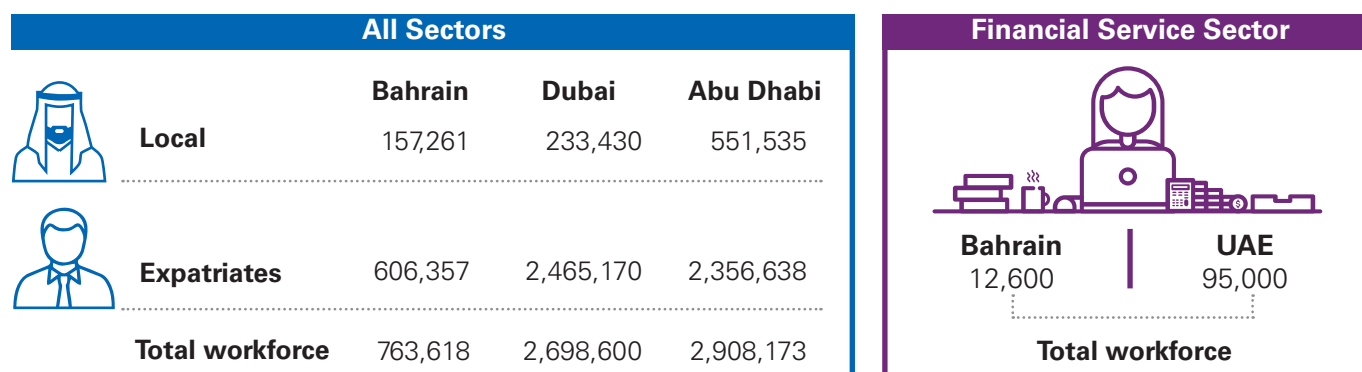 All Sectors
Bahrain Dubai Abu Dhabi
Local 157,261 233,430 551,535
Expatriates 606,357 2,465,170 2,356,638
Total workforce 763,618 2,698,600 2,908,173
Financial Service Sector
$
Bahrain UAE
12,600 95,000
Total workforce